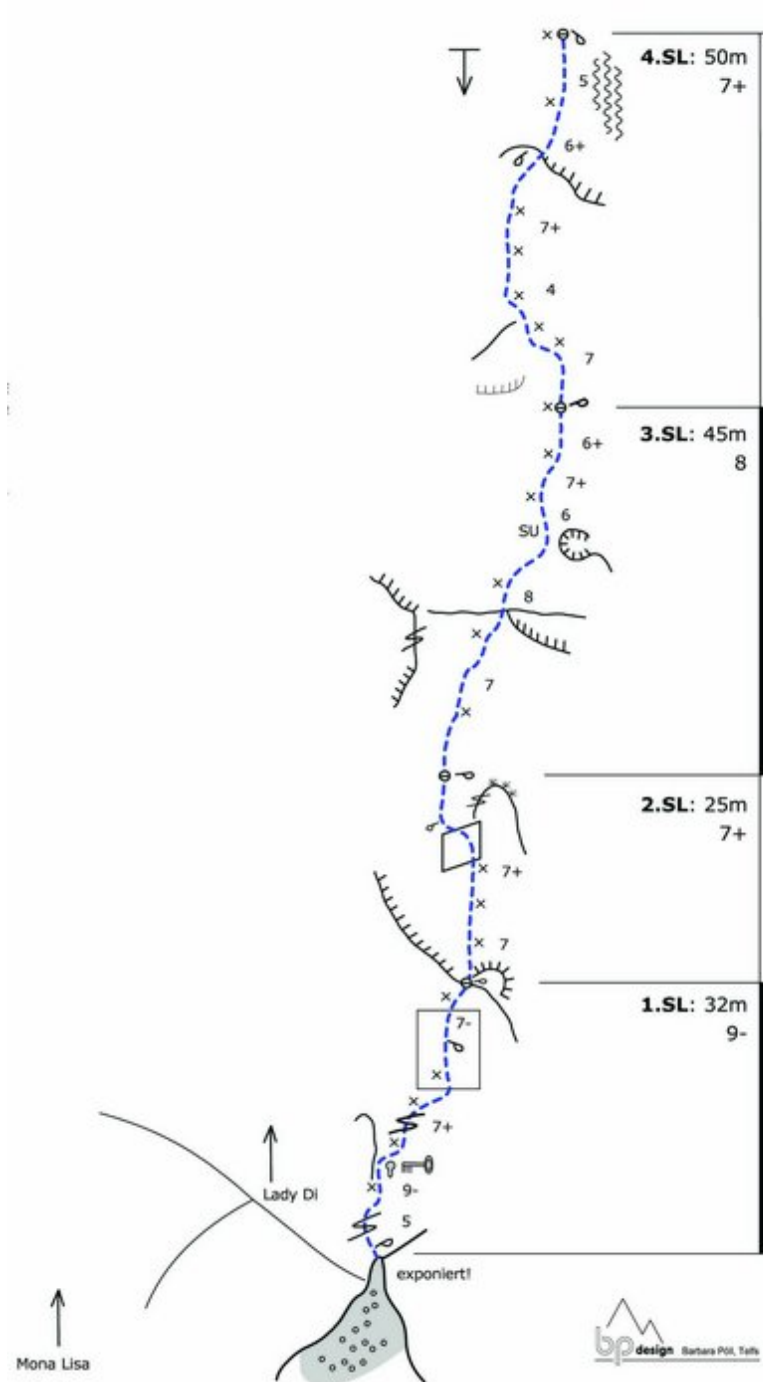 4.SL: 50m
7+
5
6+
7+
4
7
3.SL: 45m
8
6+
7+
6
SU
8
7
2.SL: 25m
7+
7+
7
1.SL: 32m
9-
7-
7+
9-
5
Lady Di
exponiert!
Mona Lisa
bp design Barbara Pöll, Telfs